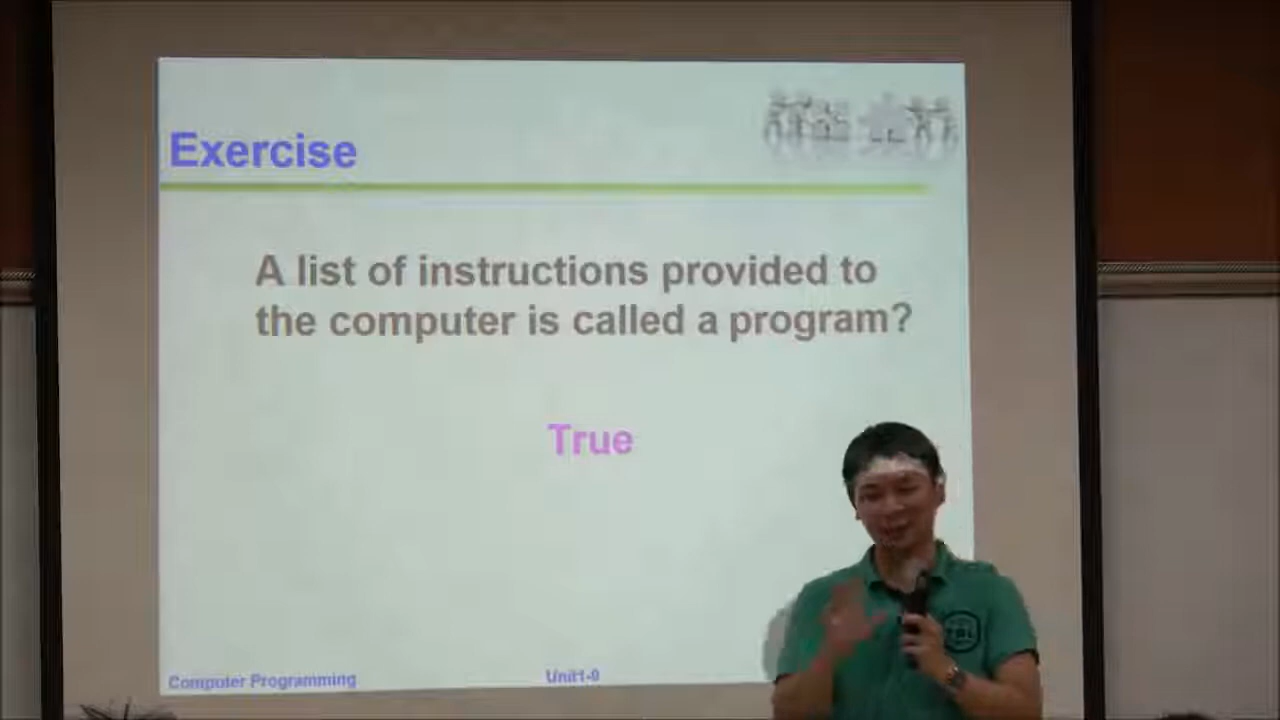 Exercise
A list of instructions provided to
the computer is called a program?
True
Computer Programming
Unit1-0